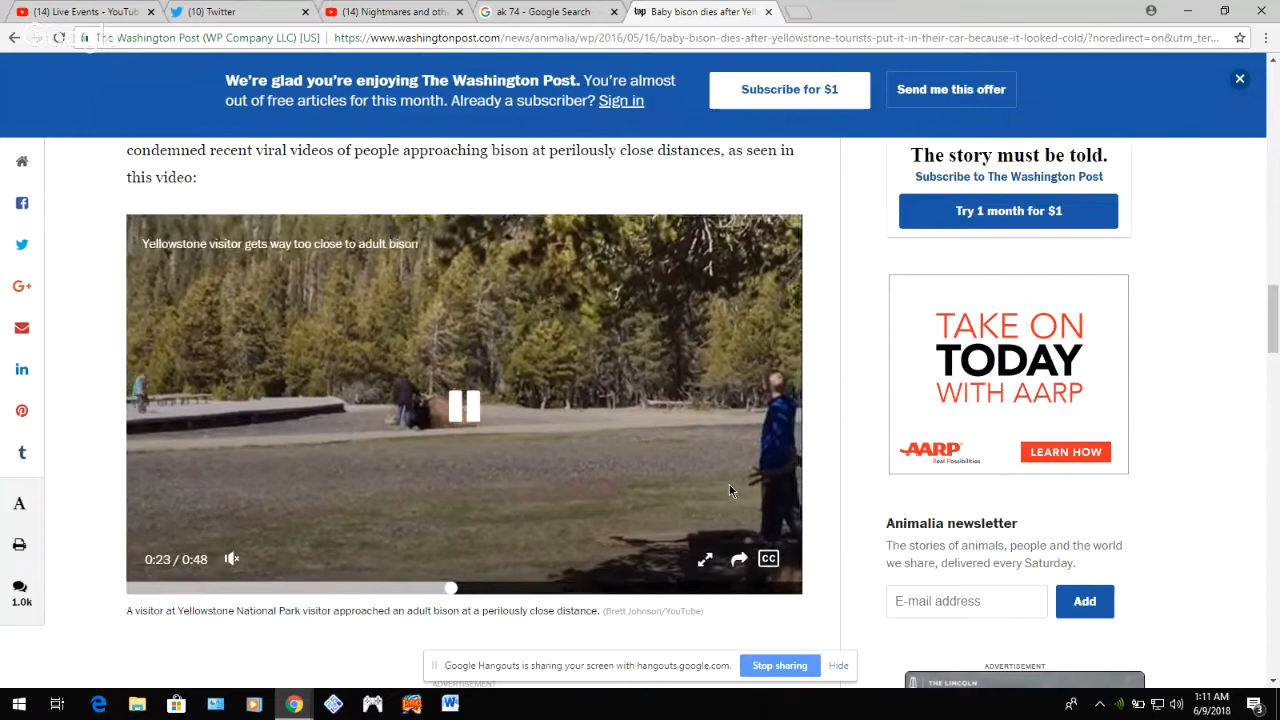 (14) Live Events - YouTub
(10) Twitter
(14) Nightmares and oth
ak 74 - Google Search
Baby bison dies after Yell
The Washington Post (WP Company LLC) [US]
https://www.washingtonpost.com/news/animalia/wp/2016/05/16/baby-bison-dies-after-yellowstone-tourists-put-it-in-their-car-because-it-looked-cold/?noredirect=on&utm_ter...
We're glad you're enjoying The Washington Post. You're almost
out of free articles for this month. Already a subscriber? Sign in
Subscribe for $1
Send me this offer
condemned recent viral videos of people approaching bison at perilously close distances, as seen in
this video:
The story must be told.
Subscribe to The Washington Post
Try 1 month for $1
Yellowstone visitor gets way too close to adult bison
0:23 / 0:48
CC
A visitor at Yellowstone National Park visitor approached an adult bison at a perilously close distance. (Brett Johnson/YouTube)
TAKE ON
TODAY
WITH AARP
AARP
Real Possibilities
LEARN HOW
Animalia newsletter
The stories of animals, people and the world
we share, delivered every Saturday.
E-mail address
Add
G+
in
t
A
1.0k
Google Hangouts is sharing your screen with hangouts.google.com.
Stop sharing
Hide
ADVERTISEMENT
ADVERTISEMENT
THE LINCOLN
1:11 AM
6/9/2018